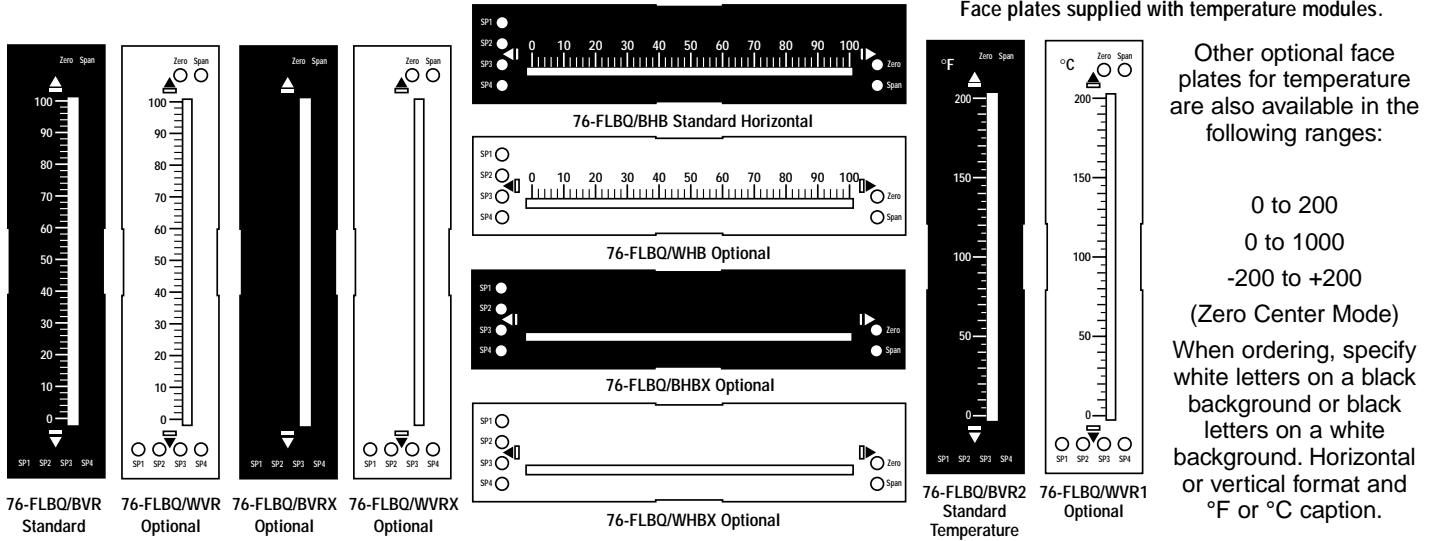 Zero Span
100
90
80
70
60
50
40
30
20
10
0
SP1 SP2 SP3 SP4
76-FLBQ/BVR
Standard
Zero Span
100
90
80
70
60
50
40
30
20
10
0
SP1 SP2 SP3 SP4
76-FLBQ/WVR
Optional
Zero Span
SP1 SP2 SP3 SP4
76-FLBQ/BVRX
Optional
Zero Span
SP1 SP2 SP3 SP4
76-FLBQ/WVRX
Optional
SP1
SP2
SP3
SP4
0 10 20 30 40 50 60 70 80 90 100
Zero
Span
76-FLBQ/BHB Standard Horizontal
SP1
SP2
SP3
SP4
0 10 20 30 40 50 60 70 80 90 100
Zero
Span
76-FLBQ/WHB Optional
SP1
SP2
SP3
SP4
Zero
Span
76-FLBQ/BHBX Optional
SP1
SP2
SP3
SP4
Zero
Span
76-FLBQ/WHBX Optional
Face plates supplied with temperature modules.
Zero Span
°F
200
150
100
50
0
SP1 SP2 SP3 SP4
76-FLBQ/BVR2
Standard
Temperature
Zero Span
°C
200
150
100
50
0
SP1 SP2 SP3 SP4
76-FLBQ/WVR1
Optional
Other optional face
plates for temperature
are also available in the
following ranges:
0 to 200
0 to 1000
-200 to +200
(Zero Center Mode)
When ordering, specify
white letters on a black
background or black
letters on a white
background. Horizontal
or vertical format and
°F or °C caption.